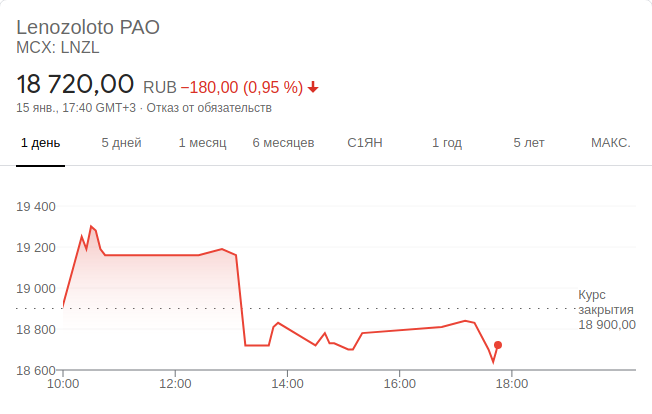 Lenozoloto PAO
MCX: LNZL
18 720,00 RUB −180,00 (0,95 %)
15 янв., 17:40 GMT+3 · Отказ от обязательств
1 день 5 дней 1 месяц 6 месяцев С1ЯН 1 год 5 лет МАКС.
19 400
19 200
19 000
Курс
закрытия
18 900,00
18 800
18 600
10:00 12:00 14:00 16:00 18:00